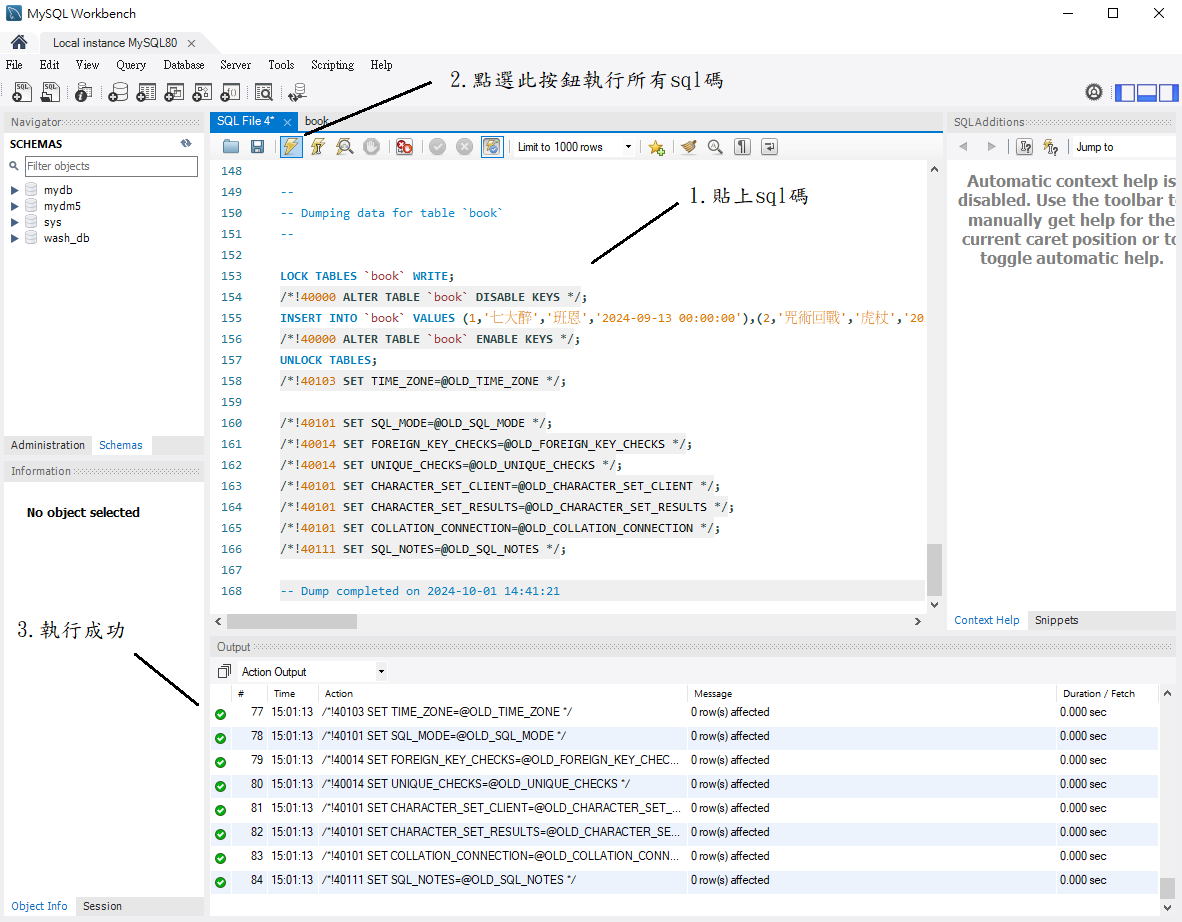 MySQL Workbench
Local instance MySQL80
File Edit View Query Database Server Tools Scripting Help
2.點選此按鈕執行所有sql碼
Navigator
SCHEMAS
Filter objects
mydb
mydm5
sys
wash_db
Administration Schemas
Information
No object selected
3.執行成功
Object Info Session
SQL File 4* book
Limit to 1000 rows
1.貼上sql碼
148
149 --
150 -- Dumping data for table `book`
151 --
152
153 LOCK TABLES `book` WRITE;
154 /*!40000 ALTER TABLE `book` DISABLE KEYS */;
155 INSERT INTO `book` VALUES (1,'七大醉','班恩','2024-09-13 00:00:00'),(2,'咒術回戰','虎杖','20
156 /*!40000 ALTER TABLE `book` ENABLE KEYS */;
157 UNLOCK TABLES;
158 /*!40103 SET TIME_ZONE=@OLD_TIME_ZONE */;
159
160 /*!40101 SET SQL_MODE=@OLD_SQL_MODE */;
161 /*!40014 SET FOREIGN_KEY_CHECKS=@OLD_FOREIGN_KEY_CHECKS */;
162 /*!40014 SET UNIQUE_CHECKS=@OLD_UNIQUE_CHECKS */;
163 /*!40101 SET CHARACTER_SET_CLIENT=@OLD_CHARACTER_SET_CLIENT */;
164 /*!40101 SET CHARACTER_SET_RESULTS=@OLD_CHARACTER_SET_RESULTS */;
165 /*!40101 SET COLLATION_CONNECTION=@OLD_COLLATION_CONNECTION */;
166 /*!40111 SET SQL_NOTES=@OLD_SQL_NOTES */;
167
168 -- Dump completed on 2024-10-01 14:41:21
SQLAdditions
Jump to
Automatic context help is
disabled. Use the toolbar t
manually get help for the
current caret position or to
toggle automatic help.
Context Help Snippets
Output
Action Output
# Time Action Message Duration / Fetch
77 15:01:13 /*!40103 SET TIME_ZONE=@OLD_TIME_ZONE */ 0 row(s) affected 0.000 sec
78 15:01:13 /*!40101 SET SQL_MODE=@OLD_SQL_MODE */ 0 row(s) affected 0.000 sec
79 15:01:13 /*!40014 SET FOREIGN_KEY_CHECKS=@OLD_FOREIGN_KEY_CHEC... 0 row(s) affected 0.000 sec
80 15:01:13 /*!40014 SET UNIQUE_CHECKS=@OLD_UNIQUE_CHECKS */ 0 row(s) affected 0.000 sec
81 15:01:13 /*!40101 SET CHARACTER_SET_CLIENT=@OLD_CHARACTER_SET_... 0 row(s) affected 0.000 sec
82 15:01:13 /*!40101 SET CHARACTER_SET_RESULTS=@OLD_CHARACTER_SE... 0 row(s) affected 0.000 sec
83 15:01:13 /*!40101 SET COLLATION_CONNECTION=@OLD_COLLATION_CONN... 0 row(s) affected 0.000 sec
84 15:01:13 /*!40111 SET SQL_NOTES=@OLD_SQL_NOTES */ 0 row(s) affected 0.000 sec